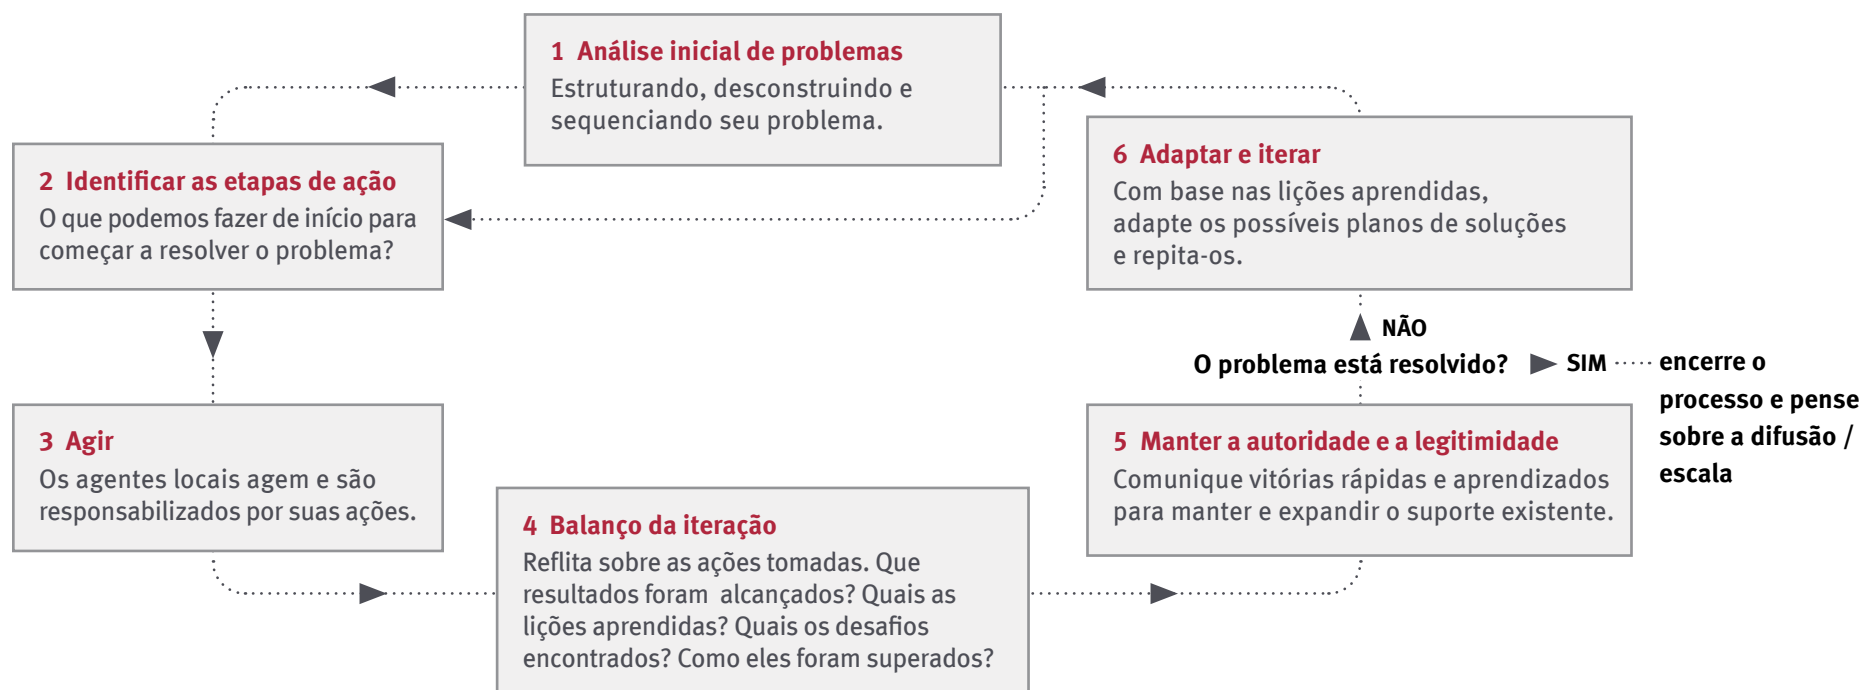 1 Análise inicial de problemas
Estruturando, desconstruindo e
sequenciando seu problema.
2 Identificar as etapas de ação
O que podemos fazer de início para
começar a resolver o problema?
3 Agir
Os agentes locais agem e são
responsabilizados por suas ações.
4 Balanço da iteração
Reflita sobre as ações tomadas. Que
resultados foram alcançados? Quais as
lições aprendidas? Quais os desafios
encontrados? Como eles foram superados?
5 Manter a autoridade e a legitimidade
Comunique vitórias rápidas e aprendizados
para manter e expandir o suporte existente.
O problema está resolvido?
SIM
encerre o
processo e pense
sobre a difusão /
escala
NÃO
6 Adaptar e iterar
Com base nas lições aprendidas,
adapte os possíveis planos de soluções
e repita-os.